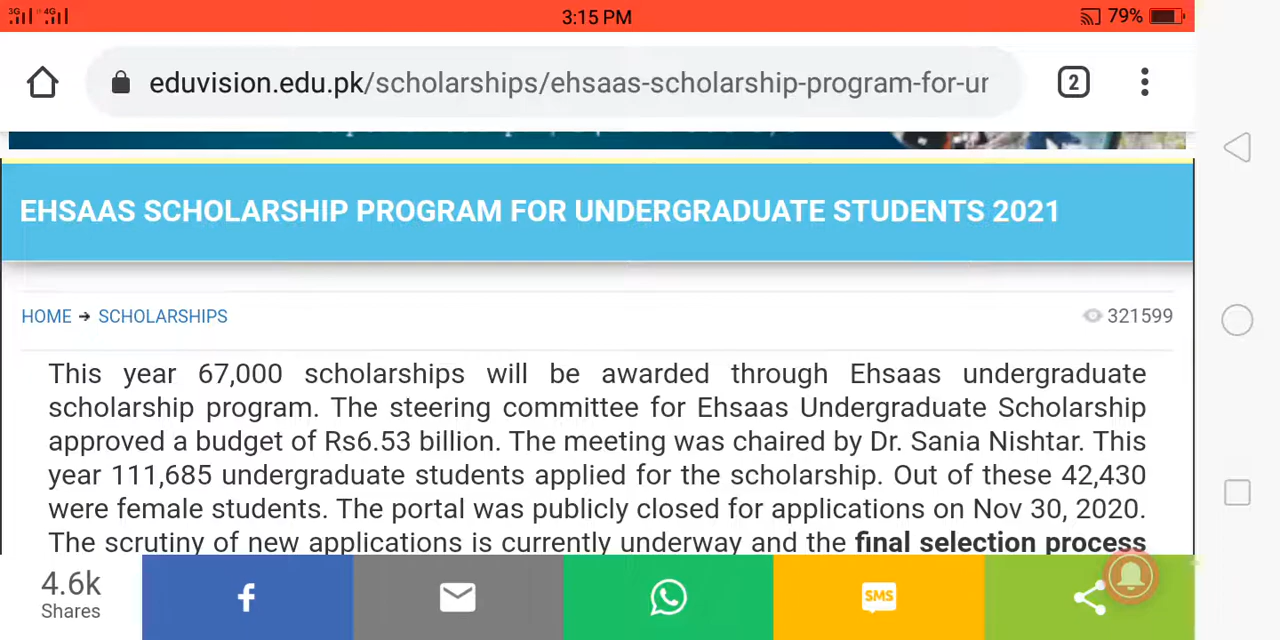 3G 4G 3:15 PM 79%
eduvision.edu.pk/scholarships/ehsaas-scholarship-program-for-ur 2
EHSAAS SCHOLARSHIP PROGRAM FOR UNDERGRADUATE STUDENTS 2021
HOME → SCHOLARSHIPS 321599
This year 67,000 scholarships will be awarded through Ehsaas undergraduate
scholarship program. The steering committee for Ehsaas Undergraduate Scholarship
approved a budget of Rs6.53 billion. The meeting was chaired by Dr. Sania Nishtar. This
year 111,685 undergraduate students applied for the scholarship. Out of these 42,430
were female students. The portal was publicly closed for applications on Nov 30, 2020.
The scrutiny of new applications is currently underway and the final selection process
4.6k
Shares
SMS